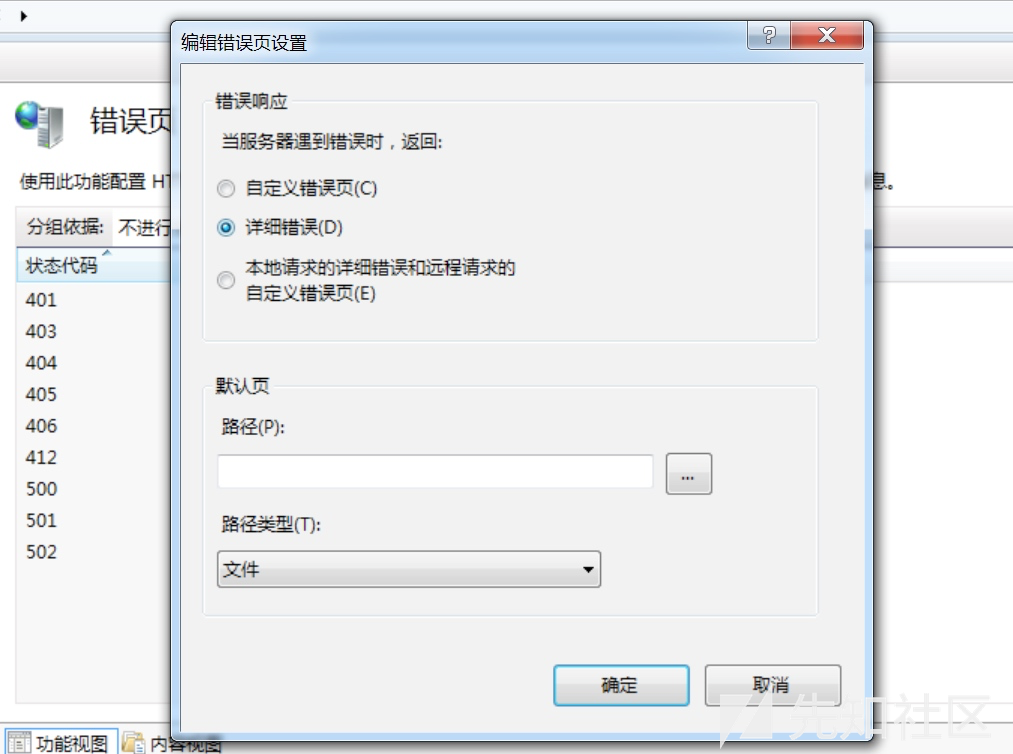 编辑错误页设置
?
X
错误页
使用此功能配置 HT
息。
分组依据: 不进行
状态代码
401
403
404
405
406
412
500
501
502
错误响应
当服务器遇到错误时，返回:
自定义错误页(C)
详细错误(D)
本地请求的详细错误和远程请求的
自定义错误页(E)
默认页
路径(P):
...
路径类型(T):
文件
确定
取消
功能视图
内容视图
先知社区